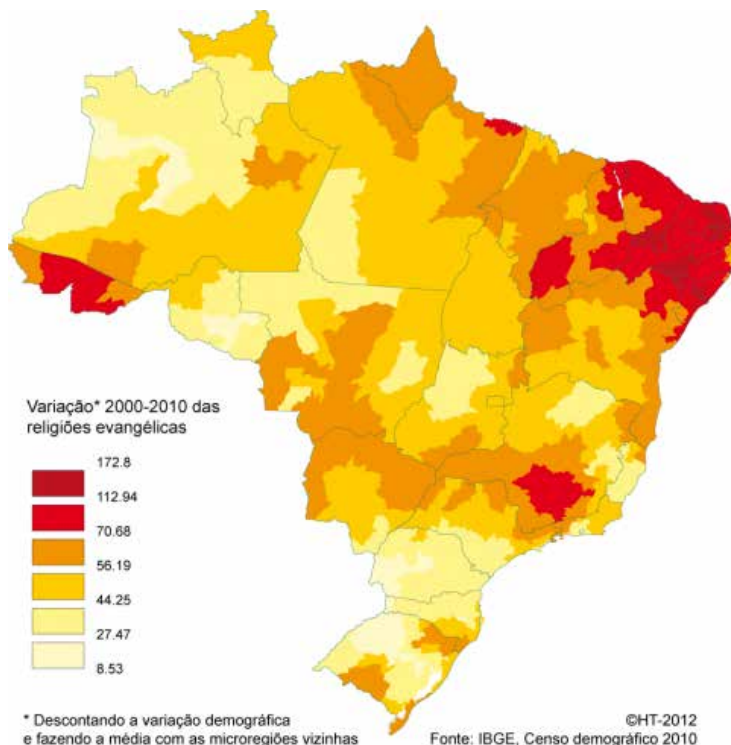 Variação* 2000-2010 das
religiões evangélicas
172.8
112.94
70.68
56.19
44.25
27.47
8.53
* Descontando a variação demográfica
e fazendo a média com as microregiões vizinhas
©HT-2012
Fonte: IBGE, Censo demográfico 2010